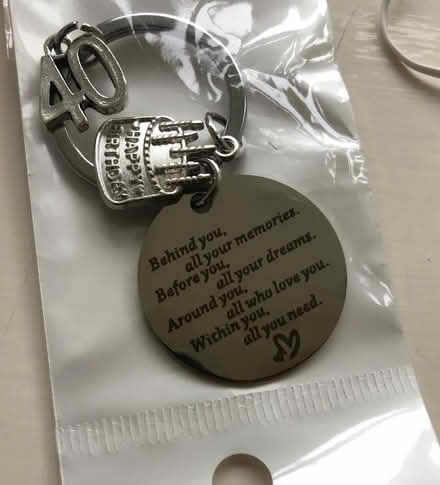 40
HAPPY
BIRTHDAY
Behind you,
all your memories.
Before you,
all your dreams.
Around you,
all who love you.
Within you,
all you need.